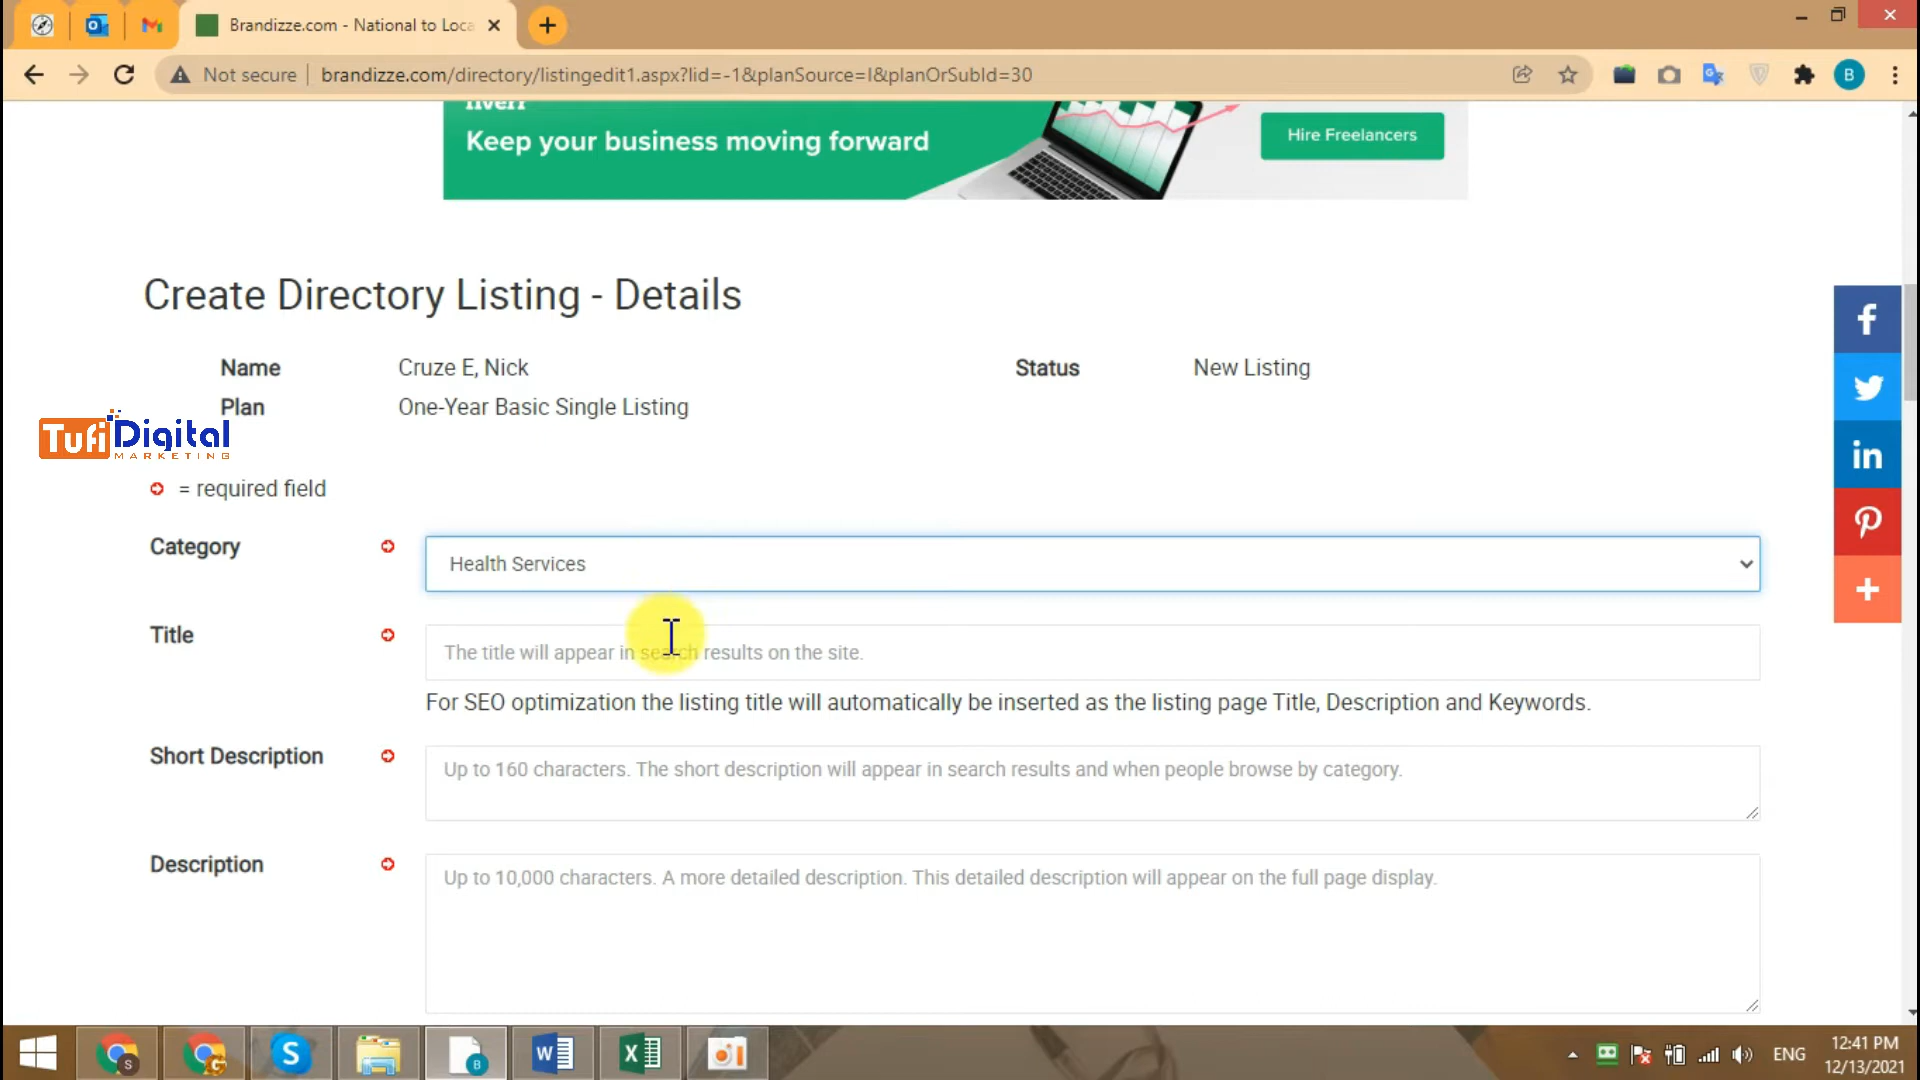 Brandizze.com - National to Loca
Not secure
brandizze.com/directory/listingedit1.aspx?lid=-1&planSource=I&planOrSubId=30
B
fiverr
Keep your business moving forward
Hire Freelancers
Create Directory Listing - Details
Name
Cruze E, Nick
Status
New Listing
Plan
One-Year Basic Single Listing
Tufi Digital
MARKETING
= required field
Category
Health Services
Title
The title will appear in search results on the site.
For SEO optimization the listing title will automatically be inserted as the listing page Title, Description and Keywords.
Short Description
Up to 160 characters. The short description will appear in search results and when people browse by category.
Description
Up to 10,000 characters. A more detailed description. This detailed description will appear on the full page display.
ENG
12:41 PM
12/13/2021